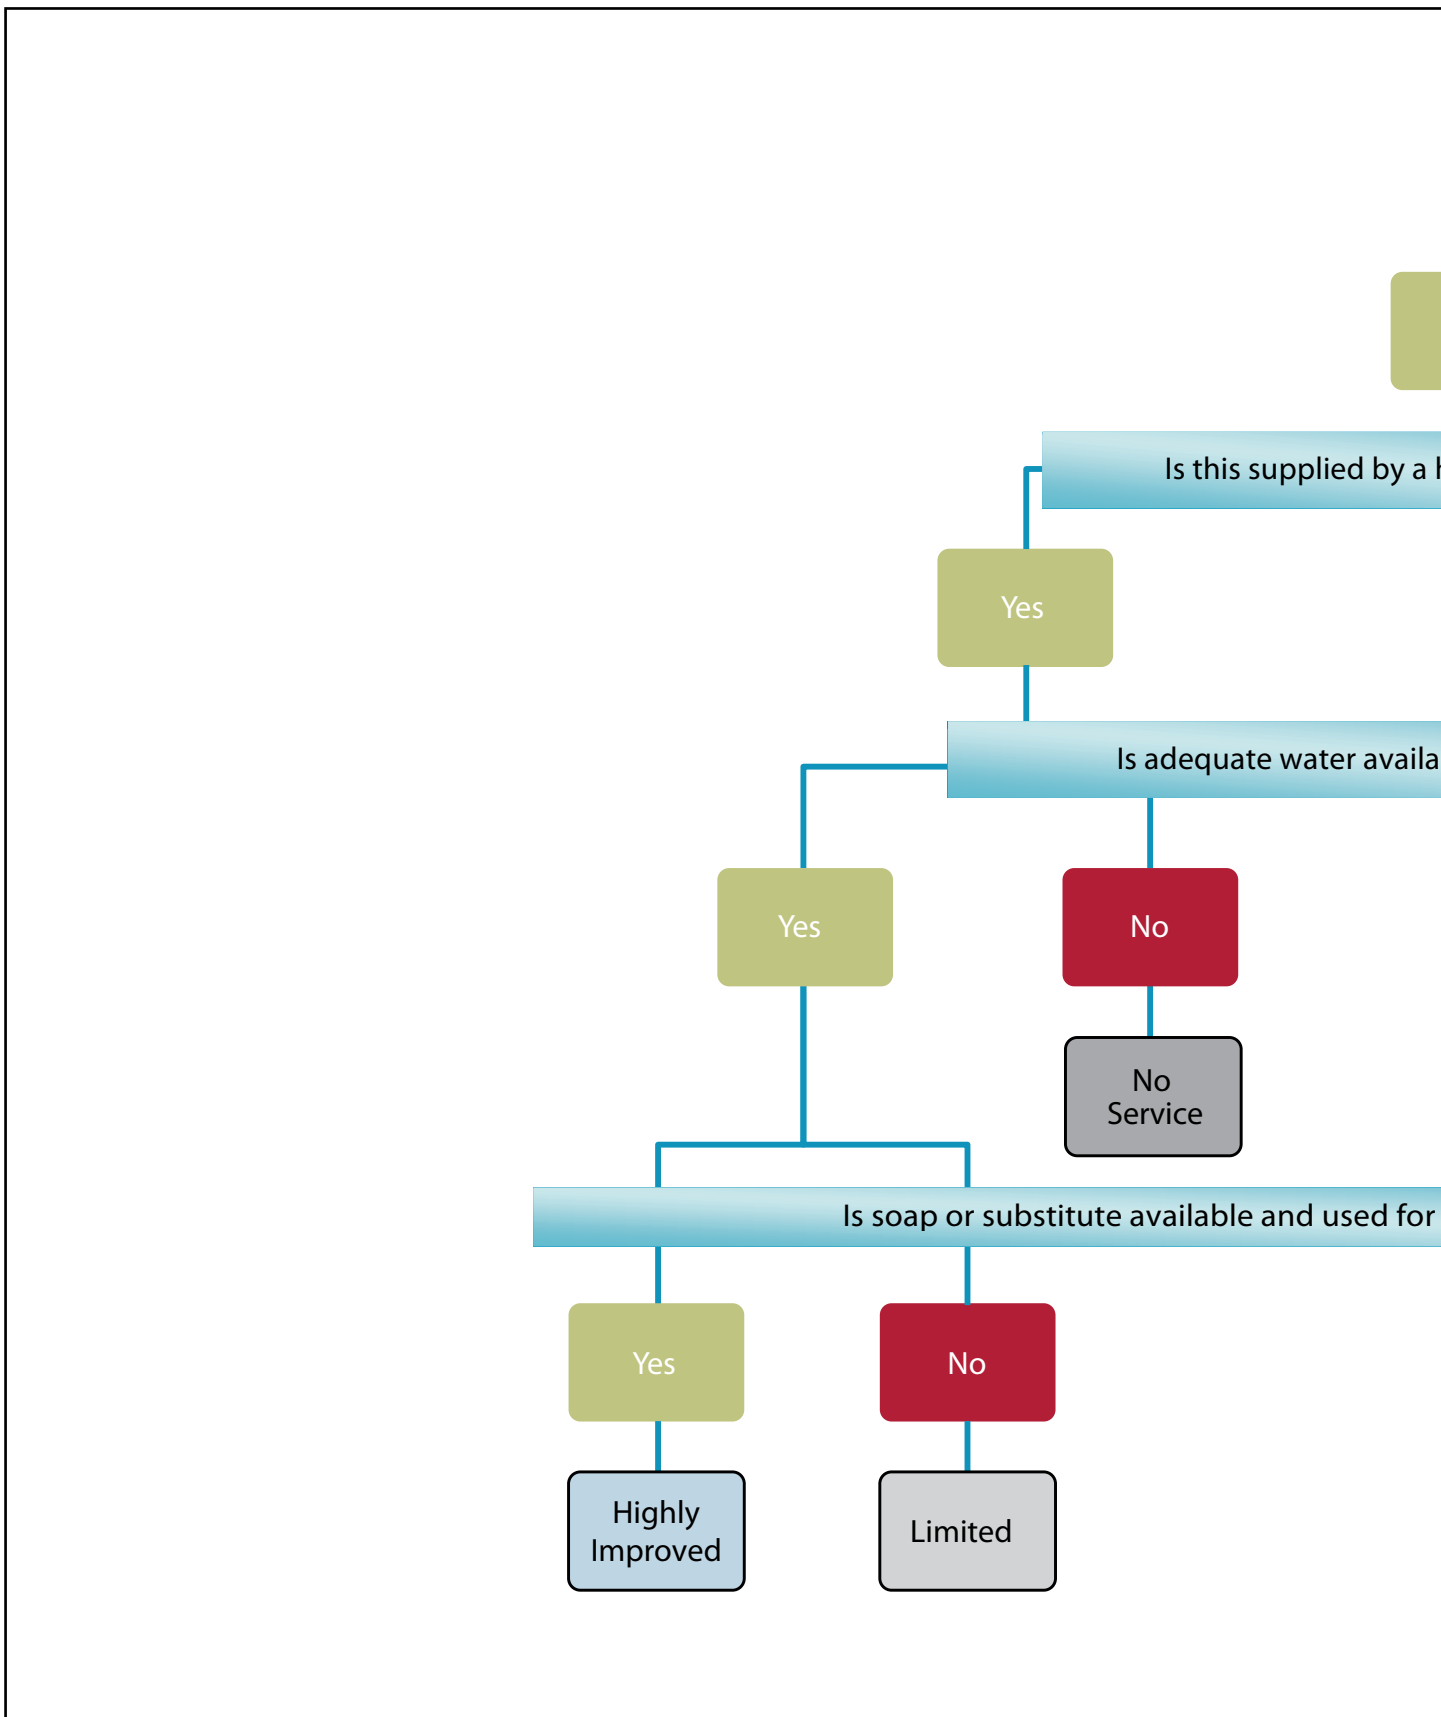 Is this supplied by a
Yes
Is adequate water
Yes
No
No
Service
Is soap or substitute available and used for
Yes
No
Highly
Improved
Limited